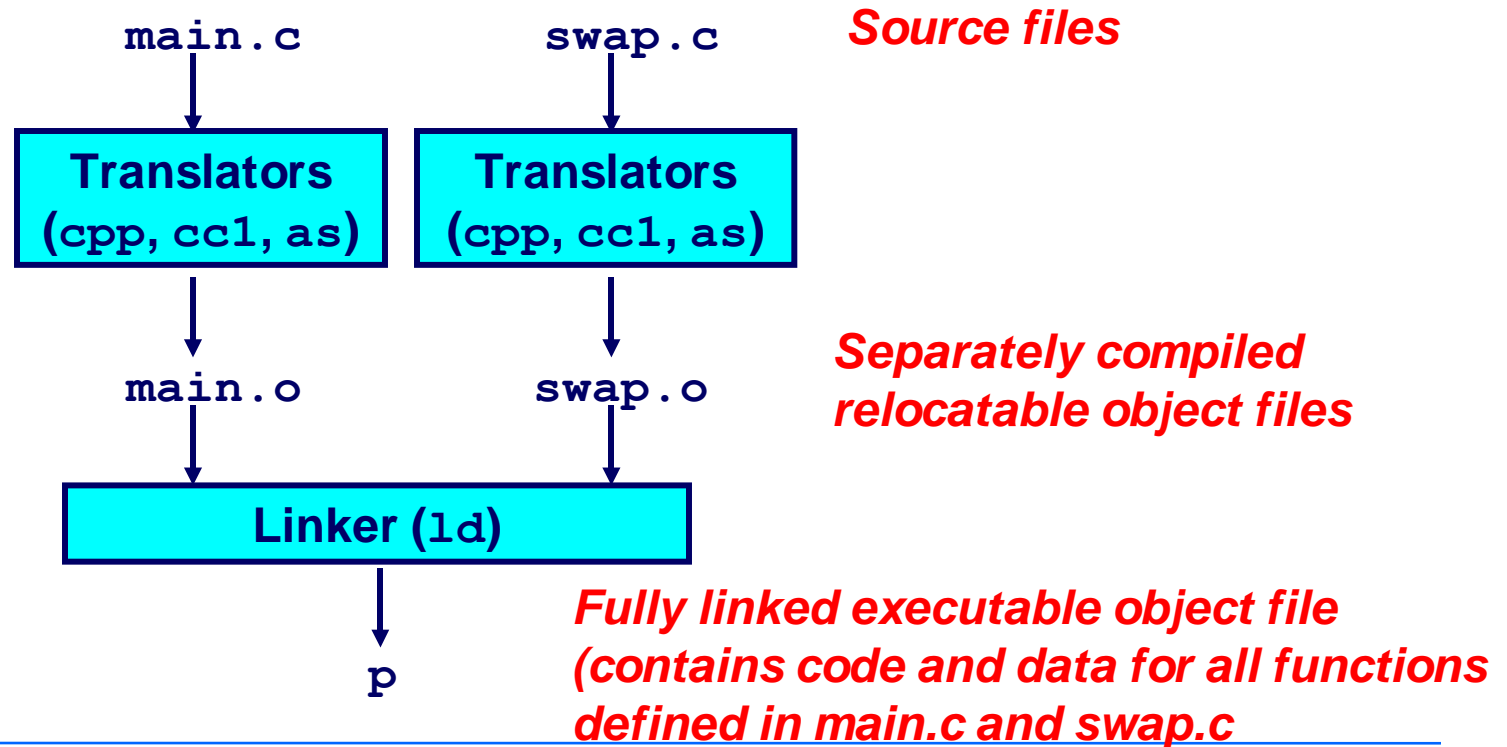 main.c
swap.c
Source files
Translators
(cpp, cc1, as)
Translators
(cpp, cc1, as)
main.o
swap.o
Separately compiled
relocatable object files
Linker (ld)
p
Fully linked executable object file
(contains code and data for all functions
defined in main.c and swap.c